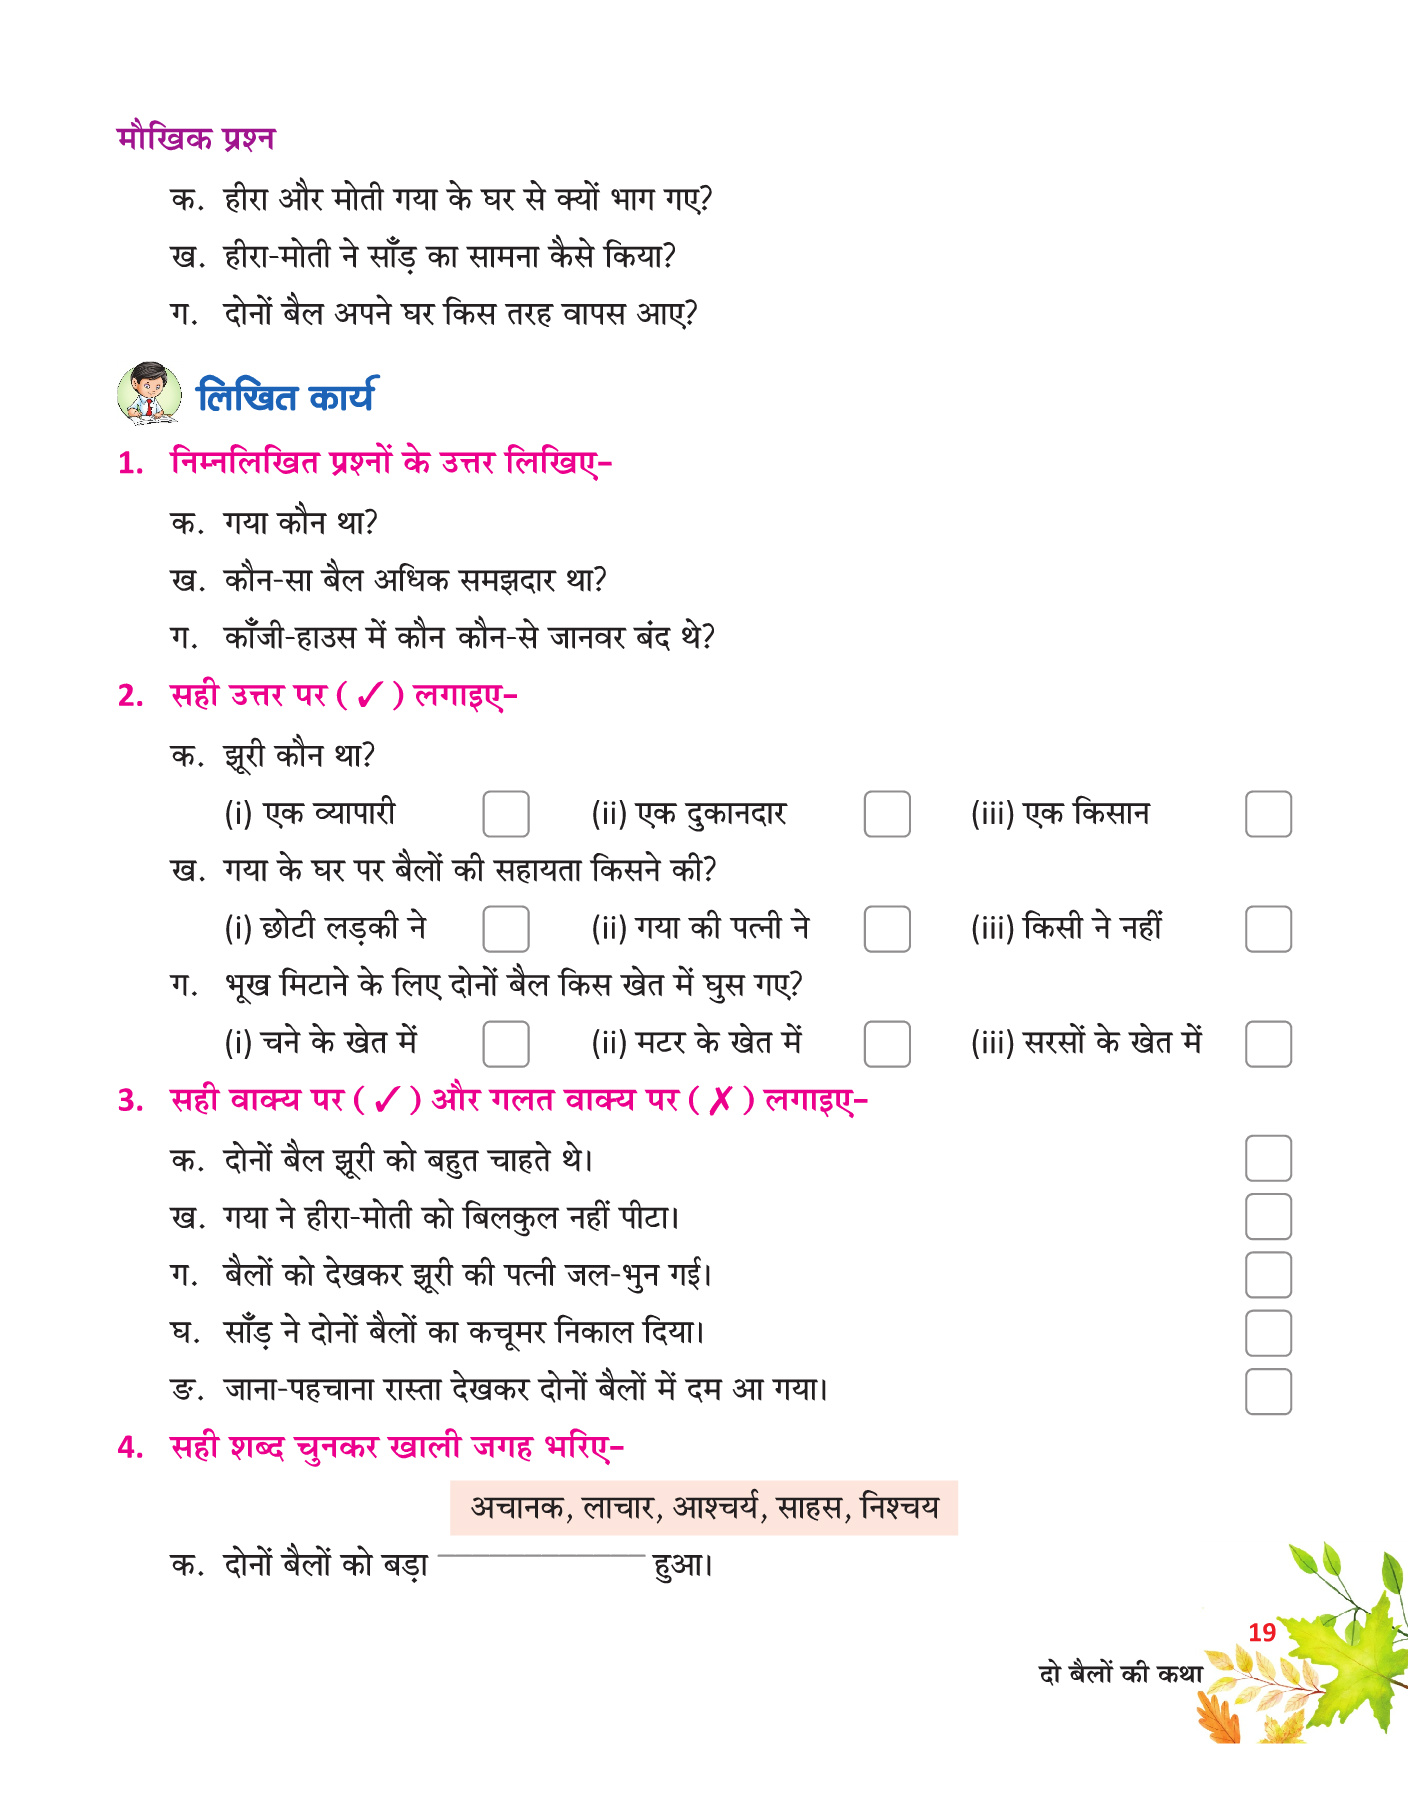 मौखिक प्रश्न
क. हीरा और मोती गया के घर से क्यों भाग गए?
ख. हीरा-मोती ने साँड़ का सामना कैसे किया?
ग. दोनों बैल अपने घर किस तरह वापस आए?
लिखित कार्य
1. निम्नलिखित प्रश्नों के उत्तर लिखिए–
क. गया कौन था?
ख. कौन-सा बैल अधिक समझदार था?
ग. काँजी-हाउस में कौन कौन-से जानवर बंद थे?
2. सही उत्तर पर ( ✓ ) लगाइए–
क. झूरी कौन था?
(i) एक व्यापारी (ii) एक दुकानदार (iii) एक किसान
ख. गया के घर पर बैलों की सहायता किसने की?
(i) छोटी लड़की ने (ii) गया की पत्नी ने (iii) किसी ने नहीं
ग. भूख मिटाने के लिए दोनों बैल किस खेत में घुस गए?
(i) चने के खेत में (ii) मटर के खेत में (iii) सरसों के खेत में
3. सही वाक्य पर ( ✓ ) और गलत वाक्य पर ( ✗ ) लगाइए–
क. दोनों बैल झूरी को बहुत चाहते थे।
ख. गया ने हीरा-मोती को बिलकुल नहीं पीटा।
ग. बैलों को देखकर झूरी की पत्नी जल-भुन गई।
घ. साँड़ ने दोनों बैलों का कचूमर निकाल दिया।
ङ. जाना-पहचाना रास्ता देखकर दोनों बैलों में दम आ गया।
4. सही शब्द चुनकर खाली जगह भरिए–
अचानक, लाचार, आश्चर्य, साहस, निश्चय
क. दोनों बैलों को बड़ा ____________ हुआ।
19
दो बैलों की कथा